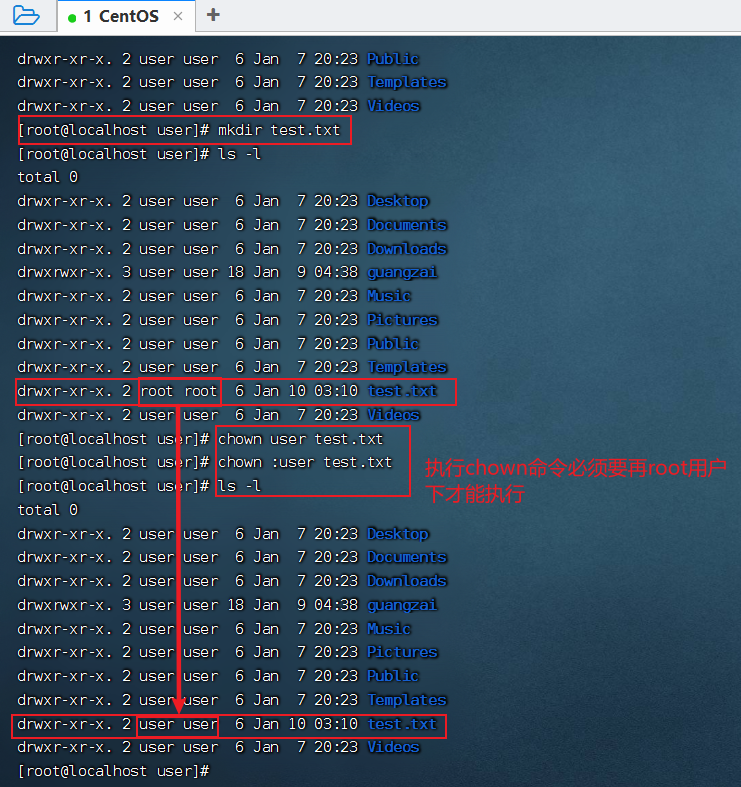 1 CentOS × +
drwxr-xr-x. 2 user user  6 Jan  7 20:23 Public
drwxr-xr-x. 2 user user  6 Jan  7 20:23 Templates
drwxr-xr-x. 2 user user  6 Jan  7 20:23 Videos
[root@localhost user]# mkdir test.txt
[root@localhost user]# ls -l
total 0
drwxr-xr-x. 2 user user  6 Jan  7 20:23 Desktop
drwxr-xr-x. 2 user user  6 Jan  7 20:23 Documents
drwxr-xr-x. 2 user user  6 Jan  7 20:23 Downloads
drwxrwxr-x. 3 user user 18 Jan  9 04:38 guangzai
drwxr-xr-x. 2 user user  6 Jan  7 20:23 Music
drwxr-xr-x. 2 user user  6 Jan  7 20:23 Pictures
drwxr-xr-x. 2 user user  6 Jan  7 20:23 Public
drwxr-xr-x. 2 user user  6 Jan  7 20:23 Templates
drwxr-xr-x. 2 root root  6 Jan 10 03:10 test.txt
drwxr-xr-x. 2 user user  6 Jan  7 20:23 Videos
[root@localhost user]# chown user test.txt
[root@localhost user]# chown :user test.txt
执行chown命令必须要再root用户
下才能执行
[root@localhost user]# ls -l
total 0
drwxr-xr-x. 2 user user  6 Jan  7 20:23 Desktop
drwxr-xr-x. 2 user user  6 Jan  7 20:23 Documents
drwxr-xr-x. 2 user user  6 Jan  7 20:23 Downloads
drwxrwxr-x. 3 user user 18 Jan  9 04:38 guangzai
drwxr-xr-x. 2 user user  6 Jan  7 20:23 Music
drwxr-xr-x. 2 user user  6 Jan  7 20:23 Pictures
drwxr-xr-x. 2 user user  6 Jan  7 20:23 Public
drwxr-xr-x. 2 user user  6 Jan  7 20:23 Templates
drwxr-xr-x. 2 user user  6 Jan 10 03:10 test.txt
drwxr-xr-x. 2 user user  6 Jan  7 20:23 Videos
[root@localhost user]#